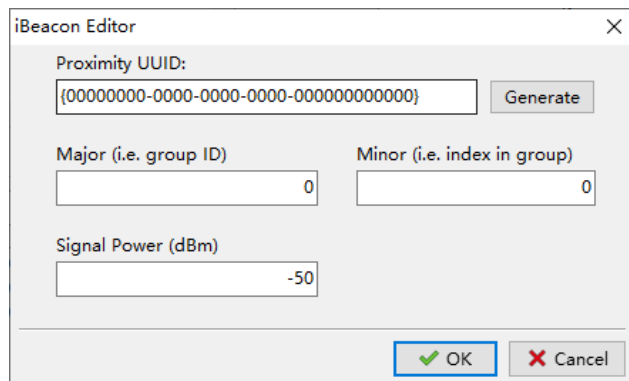 iBeacon Editor
Proximity UUID:
{00000000-0000-0000-0000-000000000000} Generate
Major (i.e. group ID) Minor (i.e. index in group)
0 0
Signal Power (dBm)
-50
OK Cancel